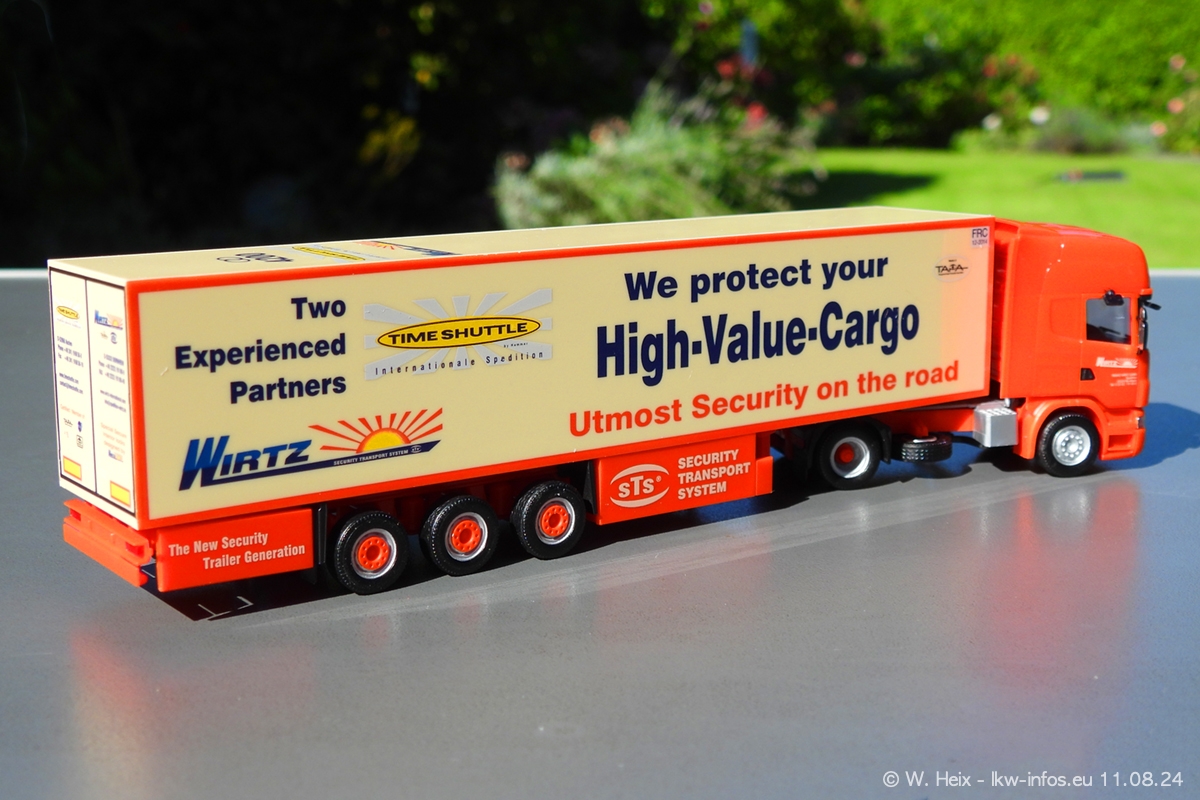 Two
Experienced
Partners
TIME SHUTTLE
Internationale Spedition
We protect your
High-Value-Cargo
Utmost Security on the road
FRC
TAPA
WIRTZ
SECURITY TRANSPORT SYSTEM
STS®
SECURITY
TRANSPORT
SYSTEM
The New Security
Trailer Generation
WIRTZ
© W. Heix - lkw-infos.eu 11.08.24